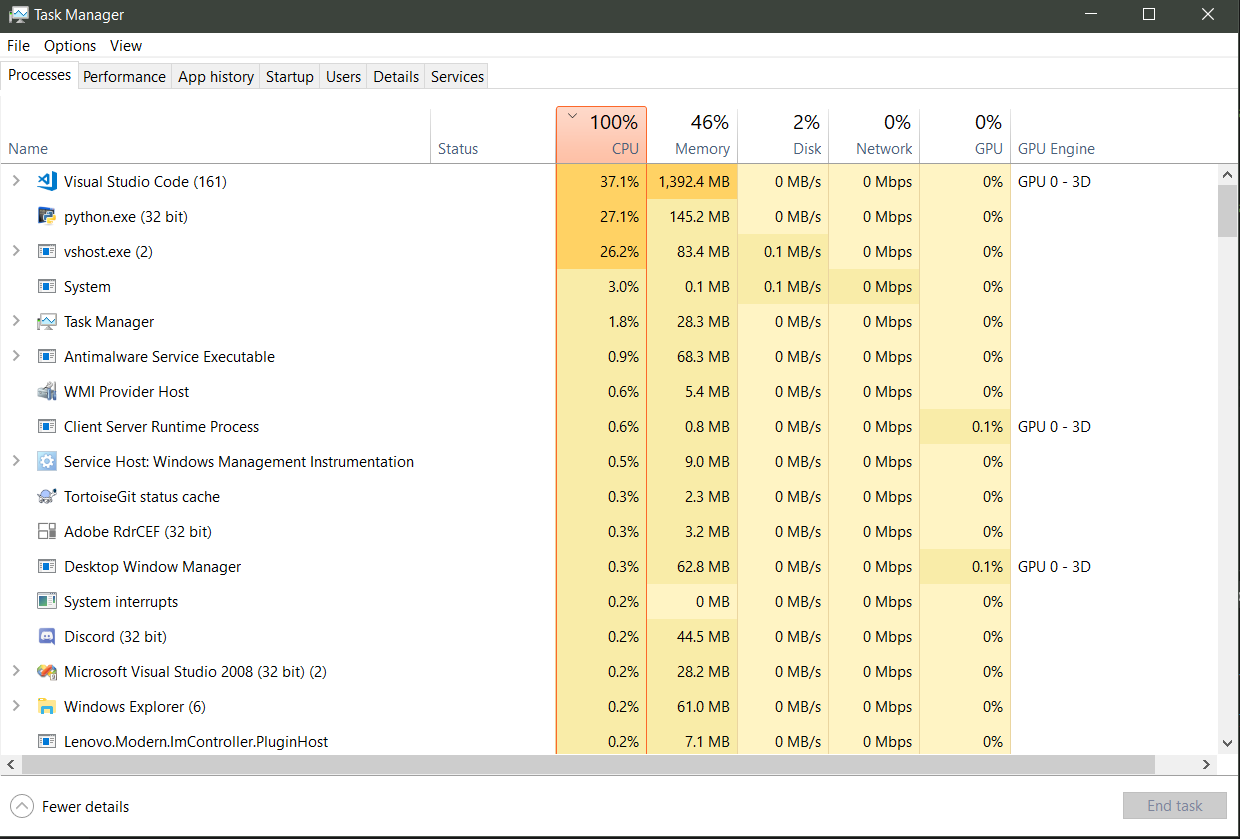 Task Manager
File Options View
Processes Performance App history Startup Users Details Services
100% 46% 2% 0% 0%
Name Status CPU Memory Disk Network GPU GPU Engine
Visual Studio Code (161) 37.1% 1,392.4 MB 0 MB/s 0 Mbps 0% GPU 0 - 3D
python.exe (32 bit) 27.1% 145.2 MB 0 MB/s 0 Mbps 0%
vshost.exe (2) 26.2% 83.4 MB 0.1 MB/s 0 Mbps 0%
System 3.0% 0.1 MB 0.1 MB/s 0 Mbps 0%
Task Manager 1.8% 28.3 MB 0 MB/s 0 Mbps 0%
Antimalware Service Executable 0.9% 68.3 MB 0 MB/s 0 Mbps 0%
WMI Provider Host 0.6% 5.4 MB 0 MB/s 0 Mbps 0%
Client Server Runtime Process 0.6% 0.8 MB 0 MB/s 0 Mbps 0.1% GPU 0 - 3D
Service Host: Windows Management Instrumentation 0.5% 9.0 MB 0 MB/s 0 Mbps 0%
TortoiseGit status cache 0.3% 2.3 MB 0 MB/s 0 Mbps 0%
Adobe RdrCEF (32 bit) 0.3% 3.2 MB 0 MB/s 0 Mbps 0%
Desktop Window Manager 0.3% 62.8 MB 0 MB/s 0 Mbps 0.1% GPU 0 - 3D
System interrupts 0.2% 0 MB 0 MB/s 0 Mbps 0%
Discord (32 bit) 0.2% 44.5 MB 0 MB/s 0 Mbps 0%
Microsoft Visual Studio 2008 (32 bit) (2) 0.2% 28.2 MB 0 MB/s 0 Mbps 0%
Windows Explorer (6) 0.2% 61.0 MB 0 MB/s 0 Mbps 0%
Lenovo.Modern.ImController.PluginHost 0.2% 7.1 MB 0 MB/s 0 Mbps 0%
Fewer details End task